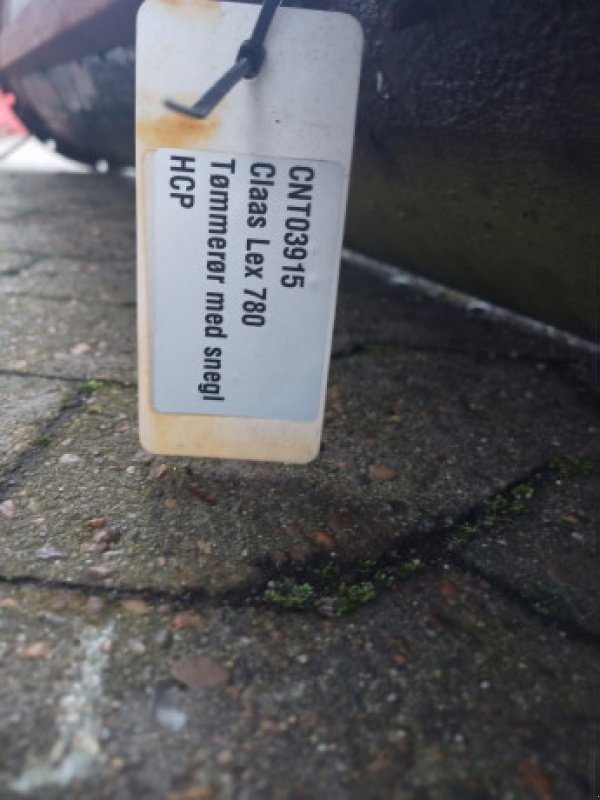 CNT03915
Claas Lex 780
Tømmerør med snegl
HCP